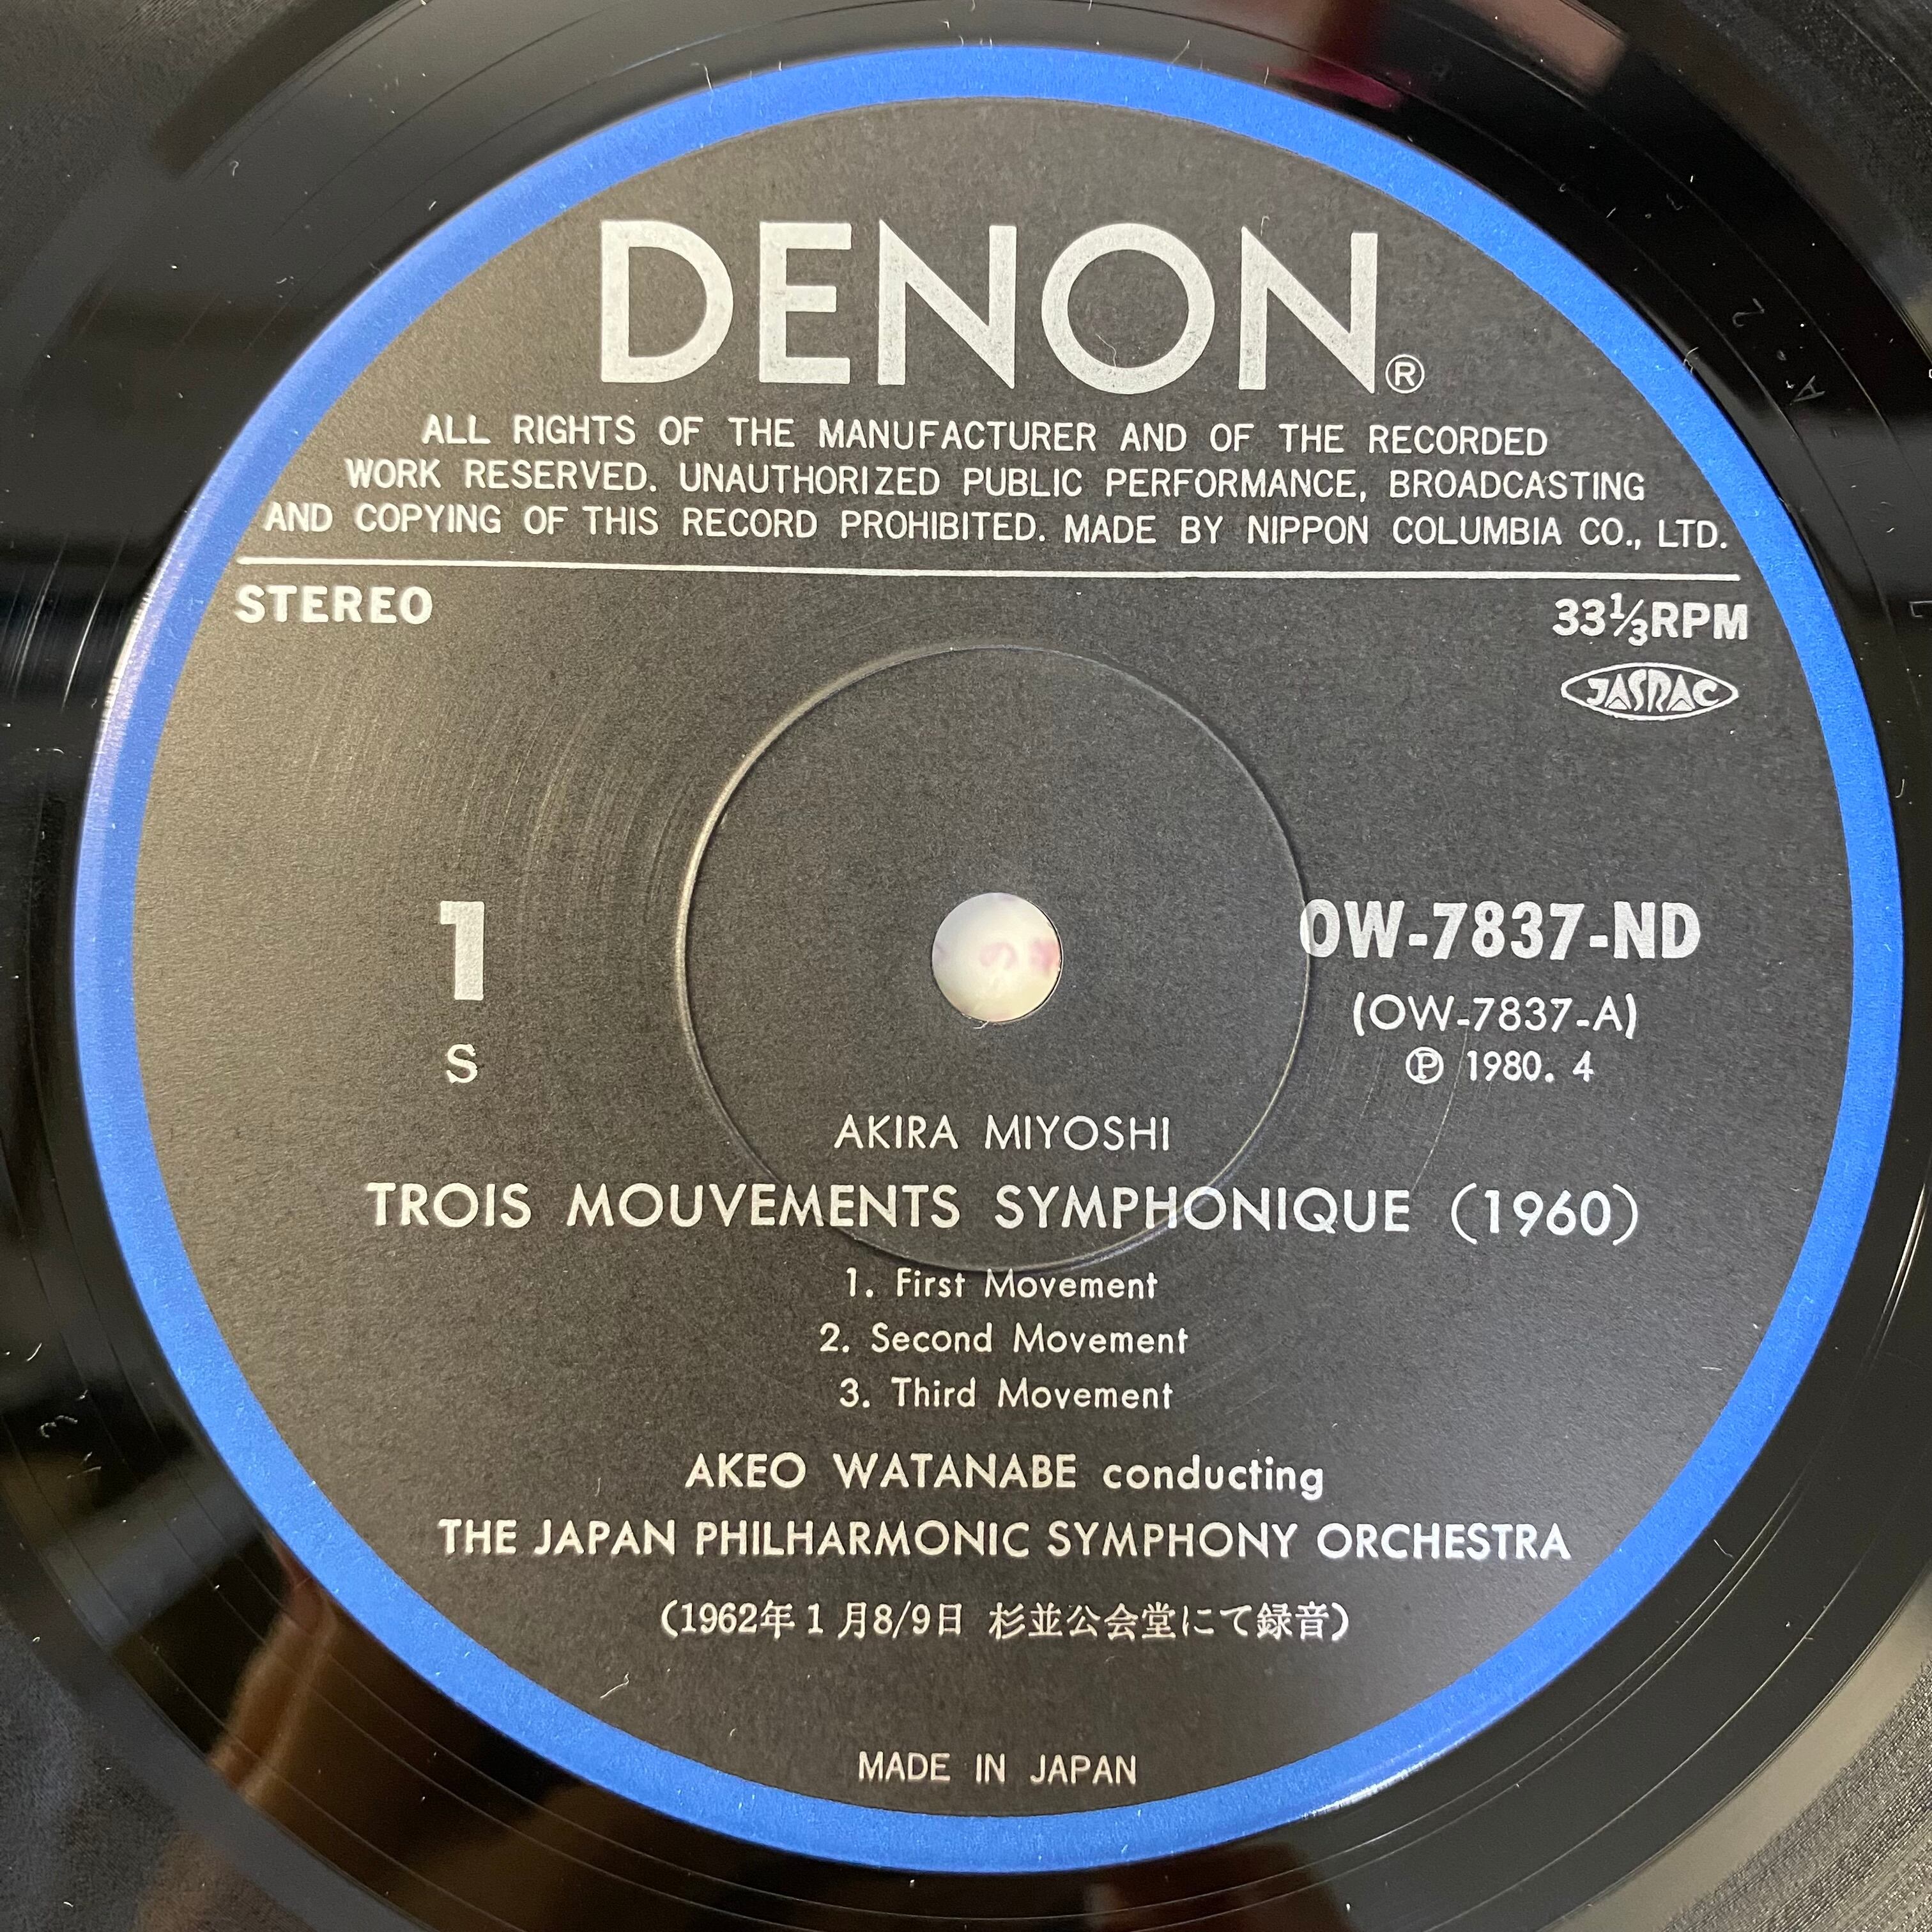 DENON®
ALL RIGHTS OF THE MANUFACTURER AND OF THE RECORDED
WORK RESERVED. UNAUTHORIZED PUBLIC PERFORMANCE, BROADCASTING
AND COPYING OF THIS RECORD PROHIBITED. MADE BY NIPPON COLUMBIA CO., LTD.
STEREO
33⅓RPM
JASRAC
1
S
OW-7837-ND
(OW-7837-A)
℗ 1980. 4
AKIRA MIYOSHI
TROIS MOUVEMENTS SYMPHONIQUE (1960)
1. First Movement
2. Second Movement
3. Third Movement
AKEO WATANABE conducting
THE JAPAN PHILHARMONIC SYMPHONY ORCHESTRA
(1962年1月8/9日 杉並公会堂にて録音)
MADE IN JAPAN